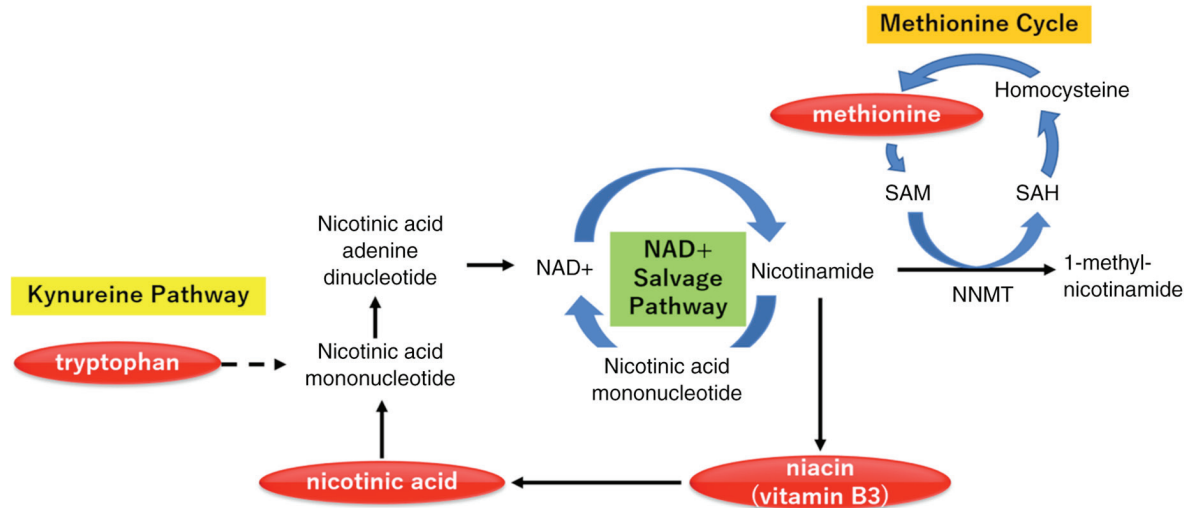 Methionine Cycle
Homocysteine
methionine
SAM
SAH
Nicotinic acid
adenine
dinucleotide
NAD+
NAD+
Salvage
Pathway
Nicotinamide
1-methyl-
nicotinamide
NNMT
Kynureine Pathway
tryptophan
Nicotinic acid
mononucleotide
Nicotinic acid
mononucleotide
nicotinic acid
niacin
(vitamin B3)